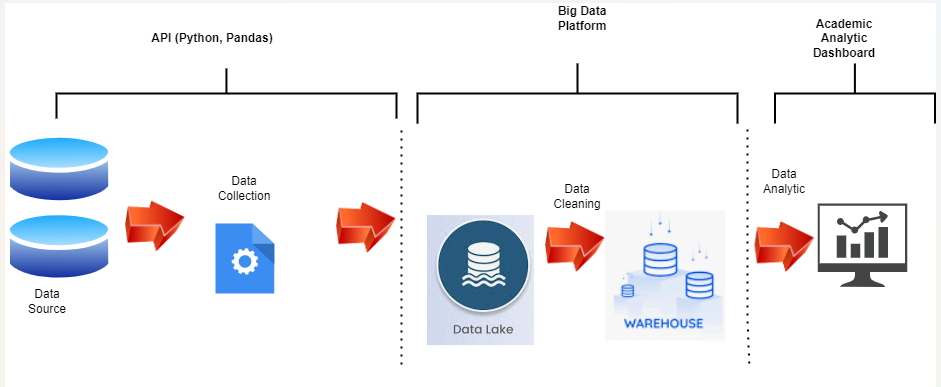 API (Python, Pandas)
Big Data
Platform
Academic
Analytic
Dashboard
Data
Source
Data
Collection
Data Lake
Data
Cleaning
WAREHOUSE
Data
Analytic